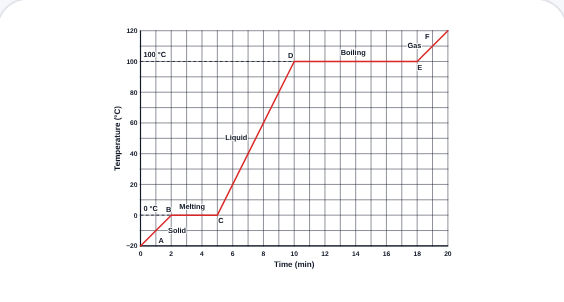 120
F
Gas
100 °C
D
Boiling
100
E
80
Temperature (°C)
60
Liquid
40
20
0 °C
B
Melting
0
C
Solid
A
−20
0 2 4 6 8 10 12 14 16 18 20
Time (min)